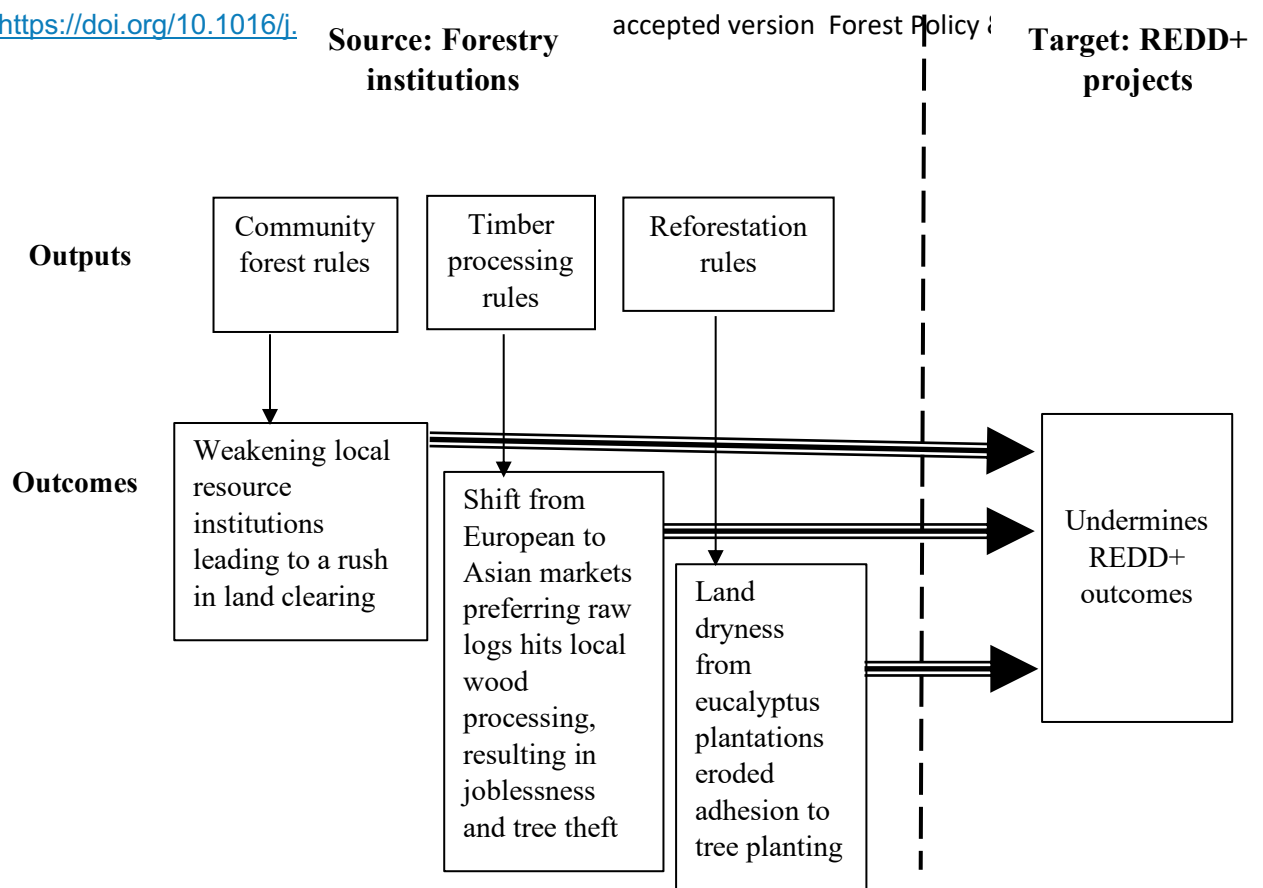 https://doi.org/10.1016/j.
accepted version Forest Policy
Source: Forestry
institutions
Target: REDD+
projects
Outputs
Community
forest rules
Timber
processing
rules
Reforestation
rules
Outcomes
Weakening local
resource
institutions
leading to a rush
in land clearing
Shift from
European to
Asian markets
preferring raw
logs hits local
wood
processing,
resulting in
joblessness
and tree theft
Land
dryness
from
eucalyptus
plantations
eroded
adhesion to
tree planting
Undermines
REDD+
outcomes